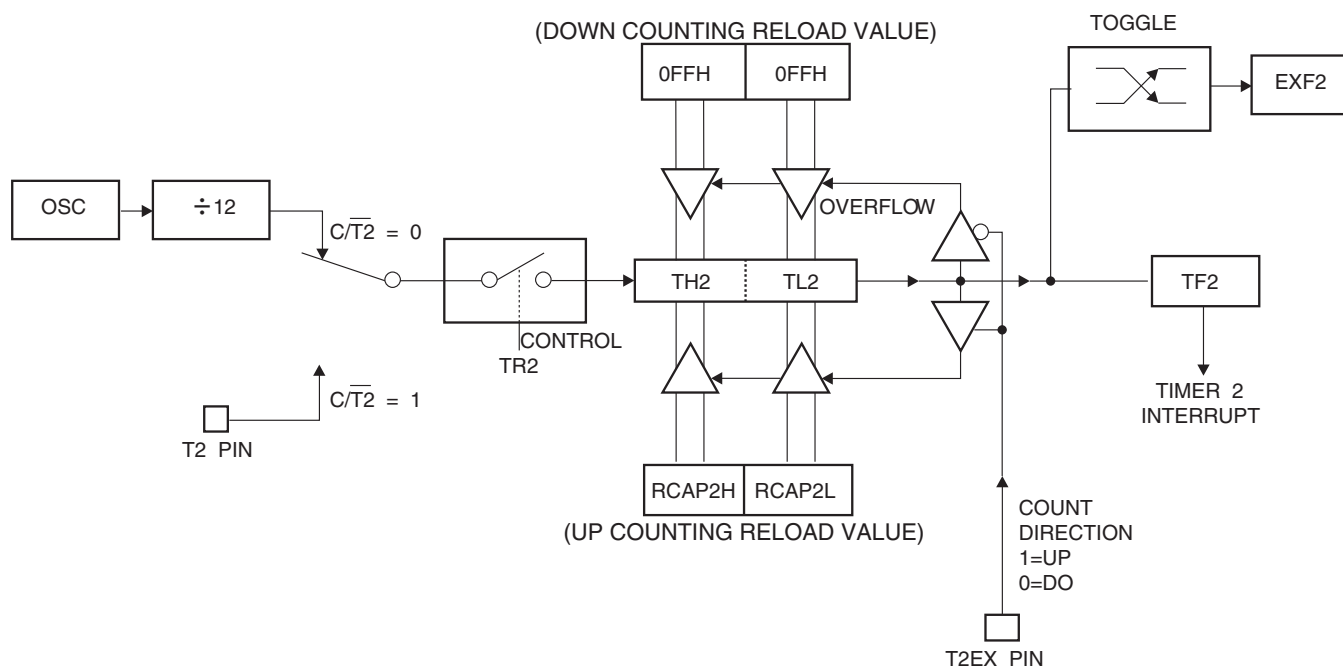 (DOWN COUNTING RELOAD VALUE)
TOGGLE
0FFH
0FFH
EXF2
OSC
÷12
C/T2̅ = 0
OVERFLOW
TH2
TL2
TF2
CONTROL
TR2
C/T2̅ = 1
T2 PIN
TIMER 2
INTERRUPT
RCAP2H
RCAP2L
(UP COUNTING RELOAD VALUE)
COUNT
DIRECTION
1=UP
0=DO
T2EX PIN